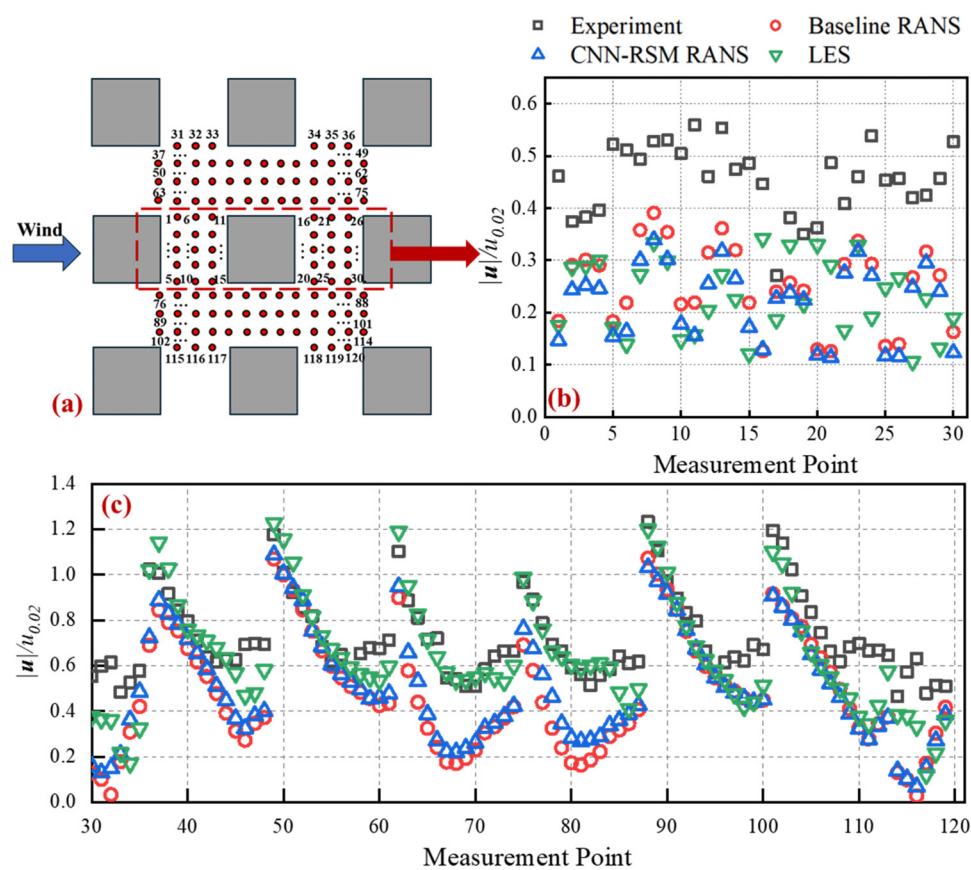 Experiment Baseline RANS
CNN-RSM RANS LES
31 32 33 34 35 36
37 49
50 62
63 75
1 6 11 16 21 26
Wind
5 10 15 20 25 30
76 88
89 101
102 114
115 116 117 118 119 120
(a)
|u|/u0.02
0.6
0.5
0.4
0.3
0.2
0.1
0.0
0 5 10 15 20 25 30
(b)
Measurement Point
|u|/u0.02
1.4
1.2
1.0
0.8
0.6
0.4
0.2
0.0
(c)
30 40 50 60 70 80 90 100 110 120
Measurement Point